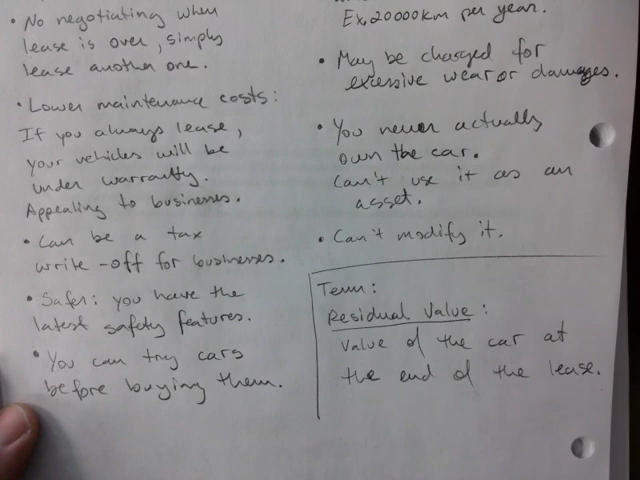 • No negotiating when
lease is over, simply
lease another one.
• Lower maintenance costs:
If you always lease,
your vehicles will be
under warranty.
Appealing to businesses.
• Can be a tax
write-off for businesses.
• Safer: you have the
latest safety features.
• You can try cars
before buying them.
Ex. 20000km per year.
• May be charged for
excessive wear or damages.
• You never actually
own the car.
Can't use it as an
asset.
• Can't modify it.
Term:
Residual Value:
Value of the car at
the end of the lease.